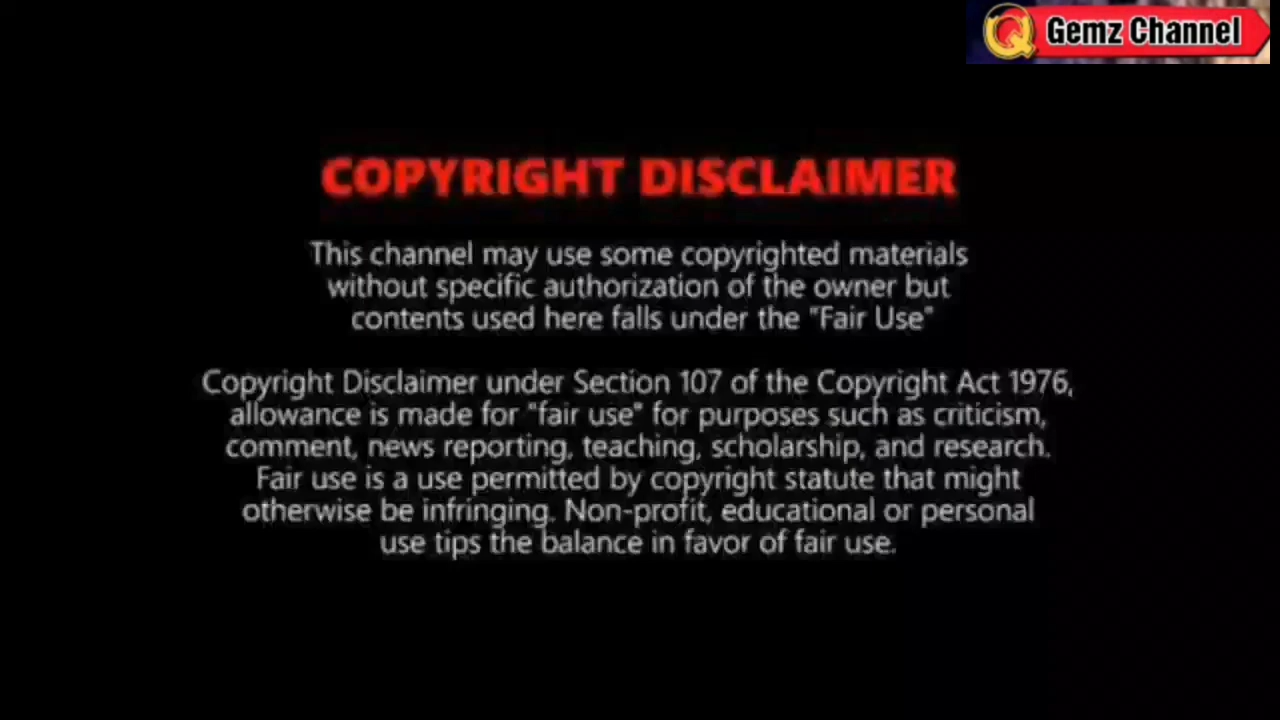 Gemz Channel
COPYRIGHT DISCLAIMER
This channel may use some copyrighted materials
without specific authorization of the owner but
contents used here falls under the "Fair Use"
Copyright Disclaimer under Section 107 of the Copyright Act 1976,
allowance is made for "fair use" for purposes such as criticism,
comment, news reporting, teaching, scholarship, and research.
Fair use is a use permitted by copyright statute that might
otherwise be infringing. Non-profit, educational or personal
use tips the balance in favor of fair use.